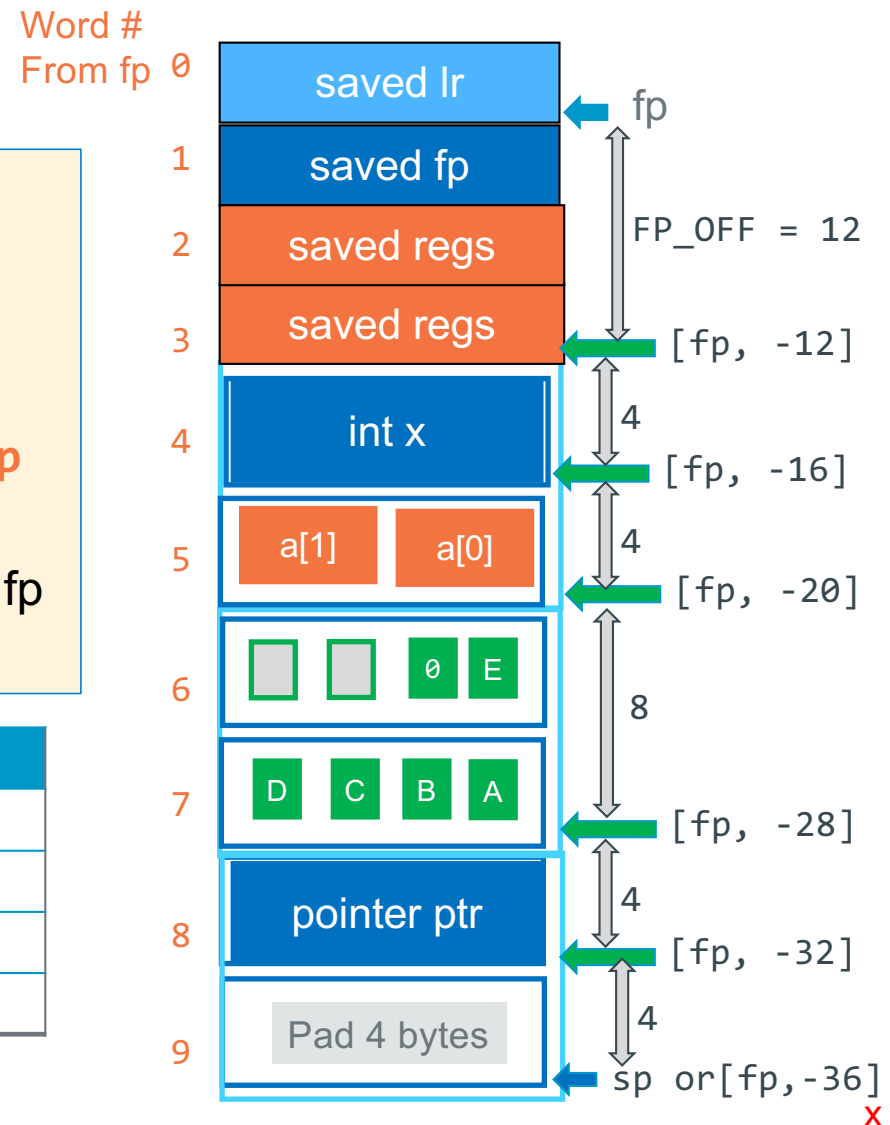 Word #
From fp
0
saved lr
fp
1
saved fp
2
saved regs
FP_OFF = 12
3
saved regs
[fp, -12]
4
4
int x
[fp, -16]
p
5
a[1]
a[0]
4
fp
[fp, -20]
6
0
E
8
7
D
C
B
A
[fp, -28]
8
pointer ptr
4
[fp, -32]
9
Pad 4 bytes
4
sp or[fp,-36]
x